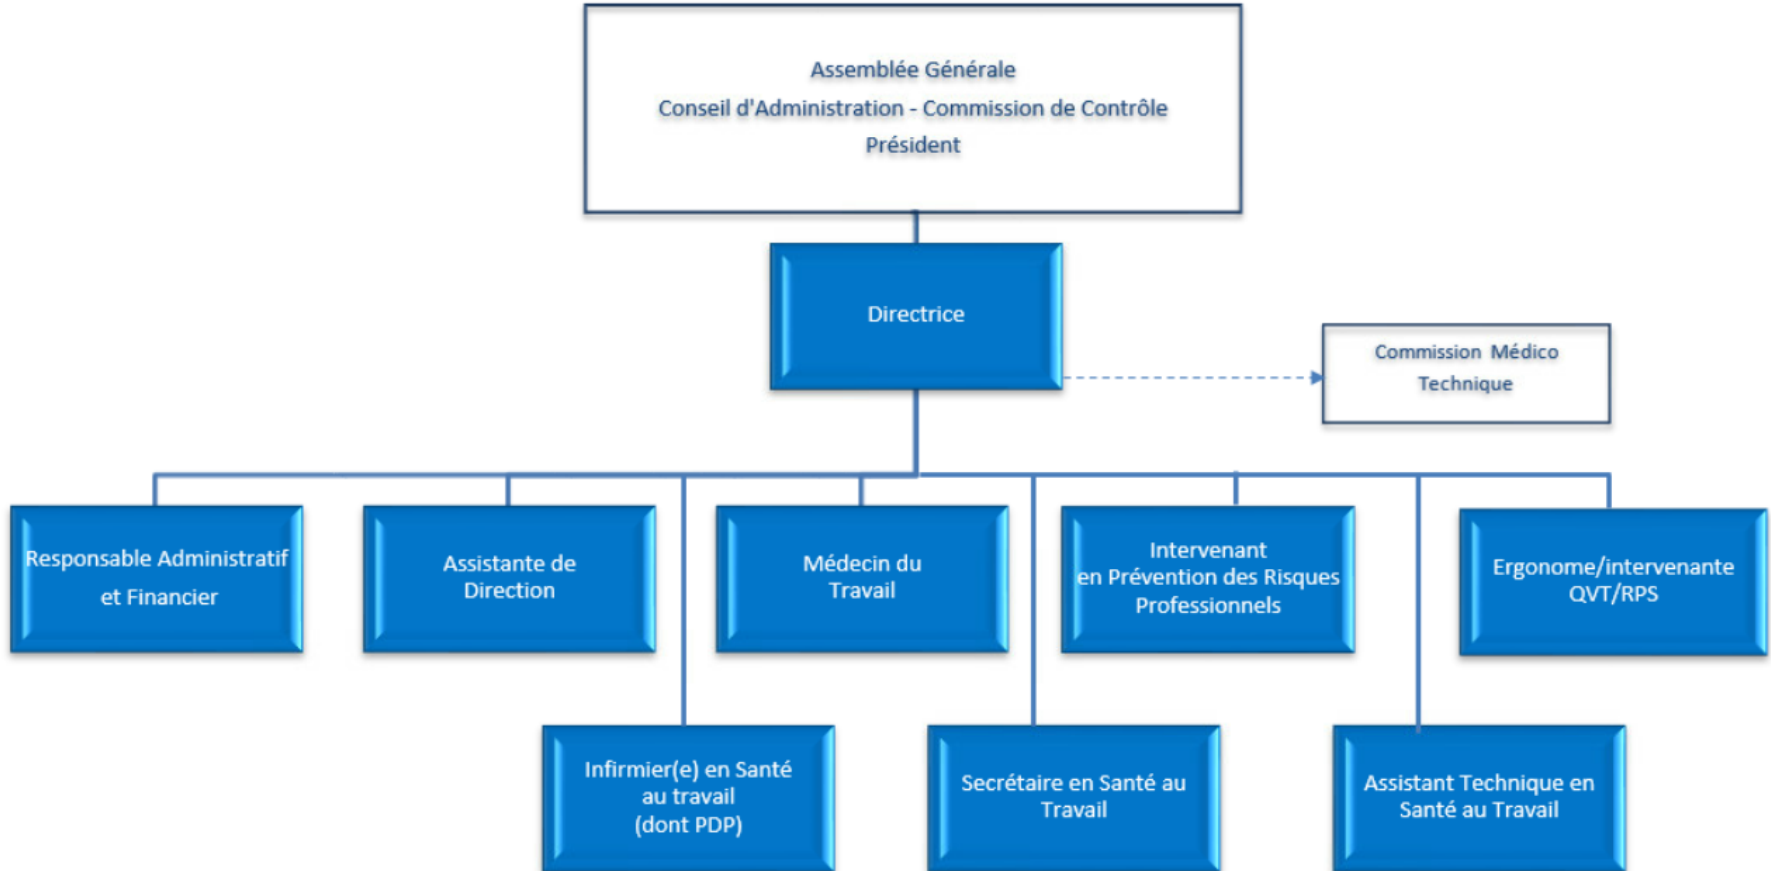 Assemblée Générale
Conseil d'Administration - Commission de Contrôle
Président
Directrice
Commission Médico
Technique
Responsable Administratif
et Financier
Assistante de
Direction
Médecin du
Travail
Intervenant
en Prévention des Risques
Professionnels
Ergonome/intervenante
QVT/RPS
Infirmier(e) en Santé
au travail
(dont PDP)
Secrétaire en Santé au
Travail
Assistant Technique en
Santé au Travail